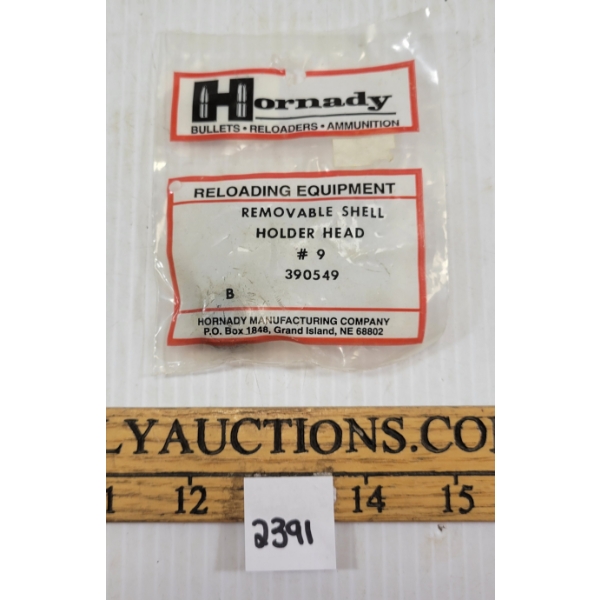 Hornady
BULLETS • RELOADERS • AMMUNITION
RELOADING EQUIPMENT
REMOVABLE SHELL
HOLDER HEAD
# 9
390549
B
HORNADY MANUFACTURING COMPANY
P.O. Box 1848, Grand Island, NE 68802
LYAUCTIONS.CO
1 12 14 15
2391